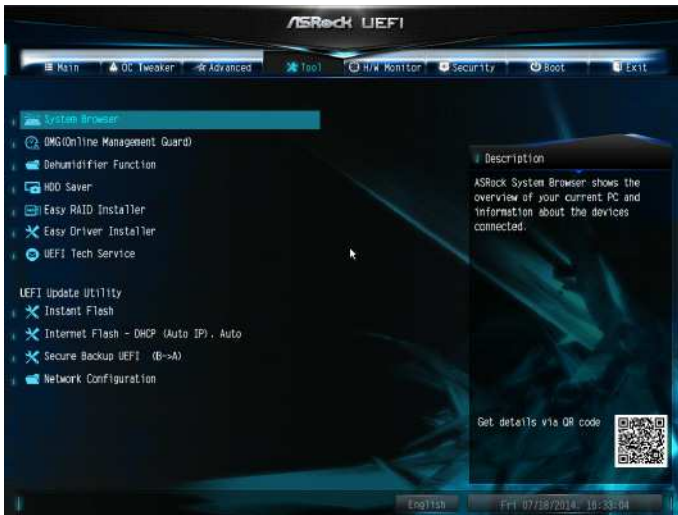 ASRock UEFI
Main OC Tweaker Advanced Tool H/W Monitor Security Boot Exit
System Browser
OMG(Online Management Guard)
Dehumidifier Function
HDD Saver
Easy RAID Installer
Easy Driver Installer
UEFI Tech Service
UEFI Update Utility
Instant Flash
Internet Flash - DHCP (Auto IP), Auto
Secure Backup UEFI (B->A)
Network Configuration
Description
ASRock System Browser shows the
overview of your current PC and
information about the devices
connected.
Get details via QR code
English
Fri 07/18/2014, 16:33:04